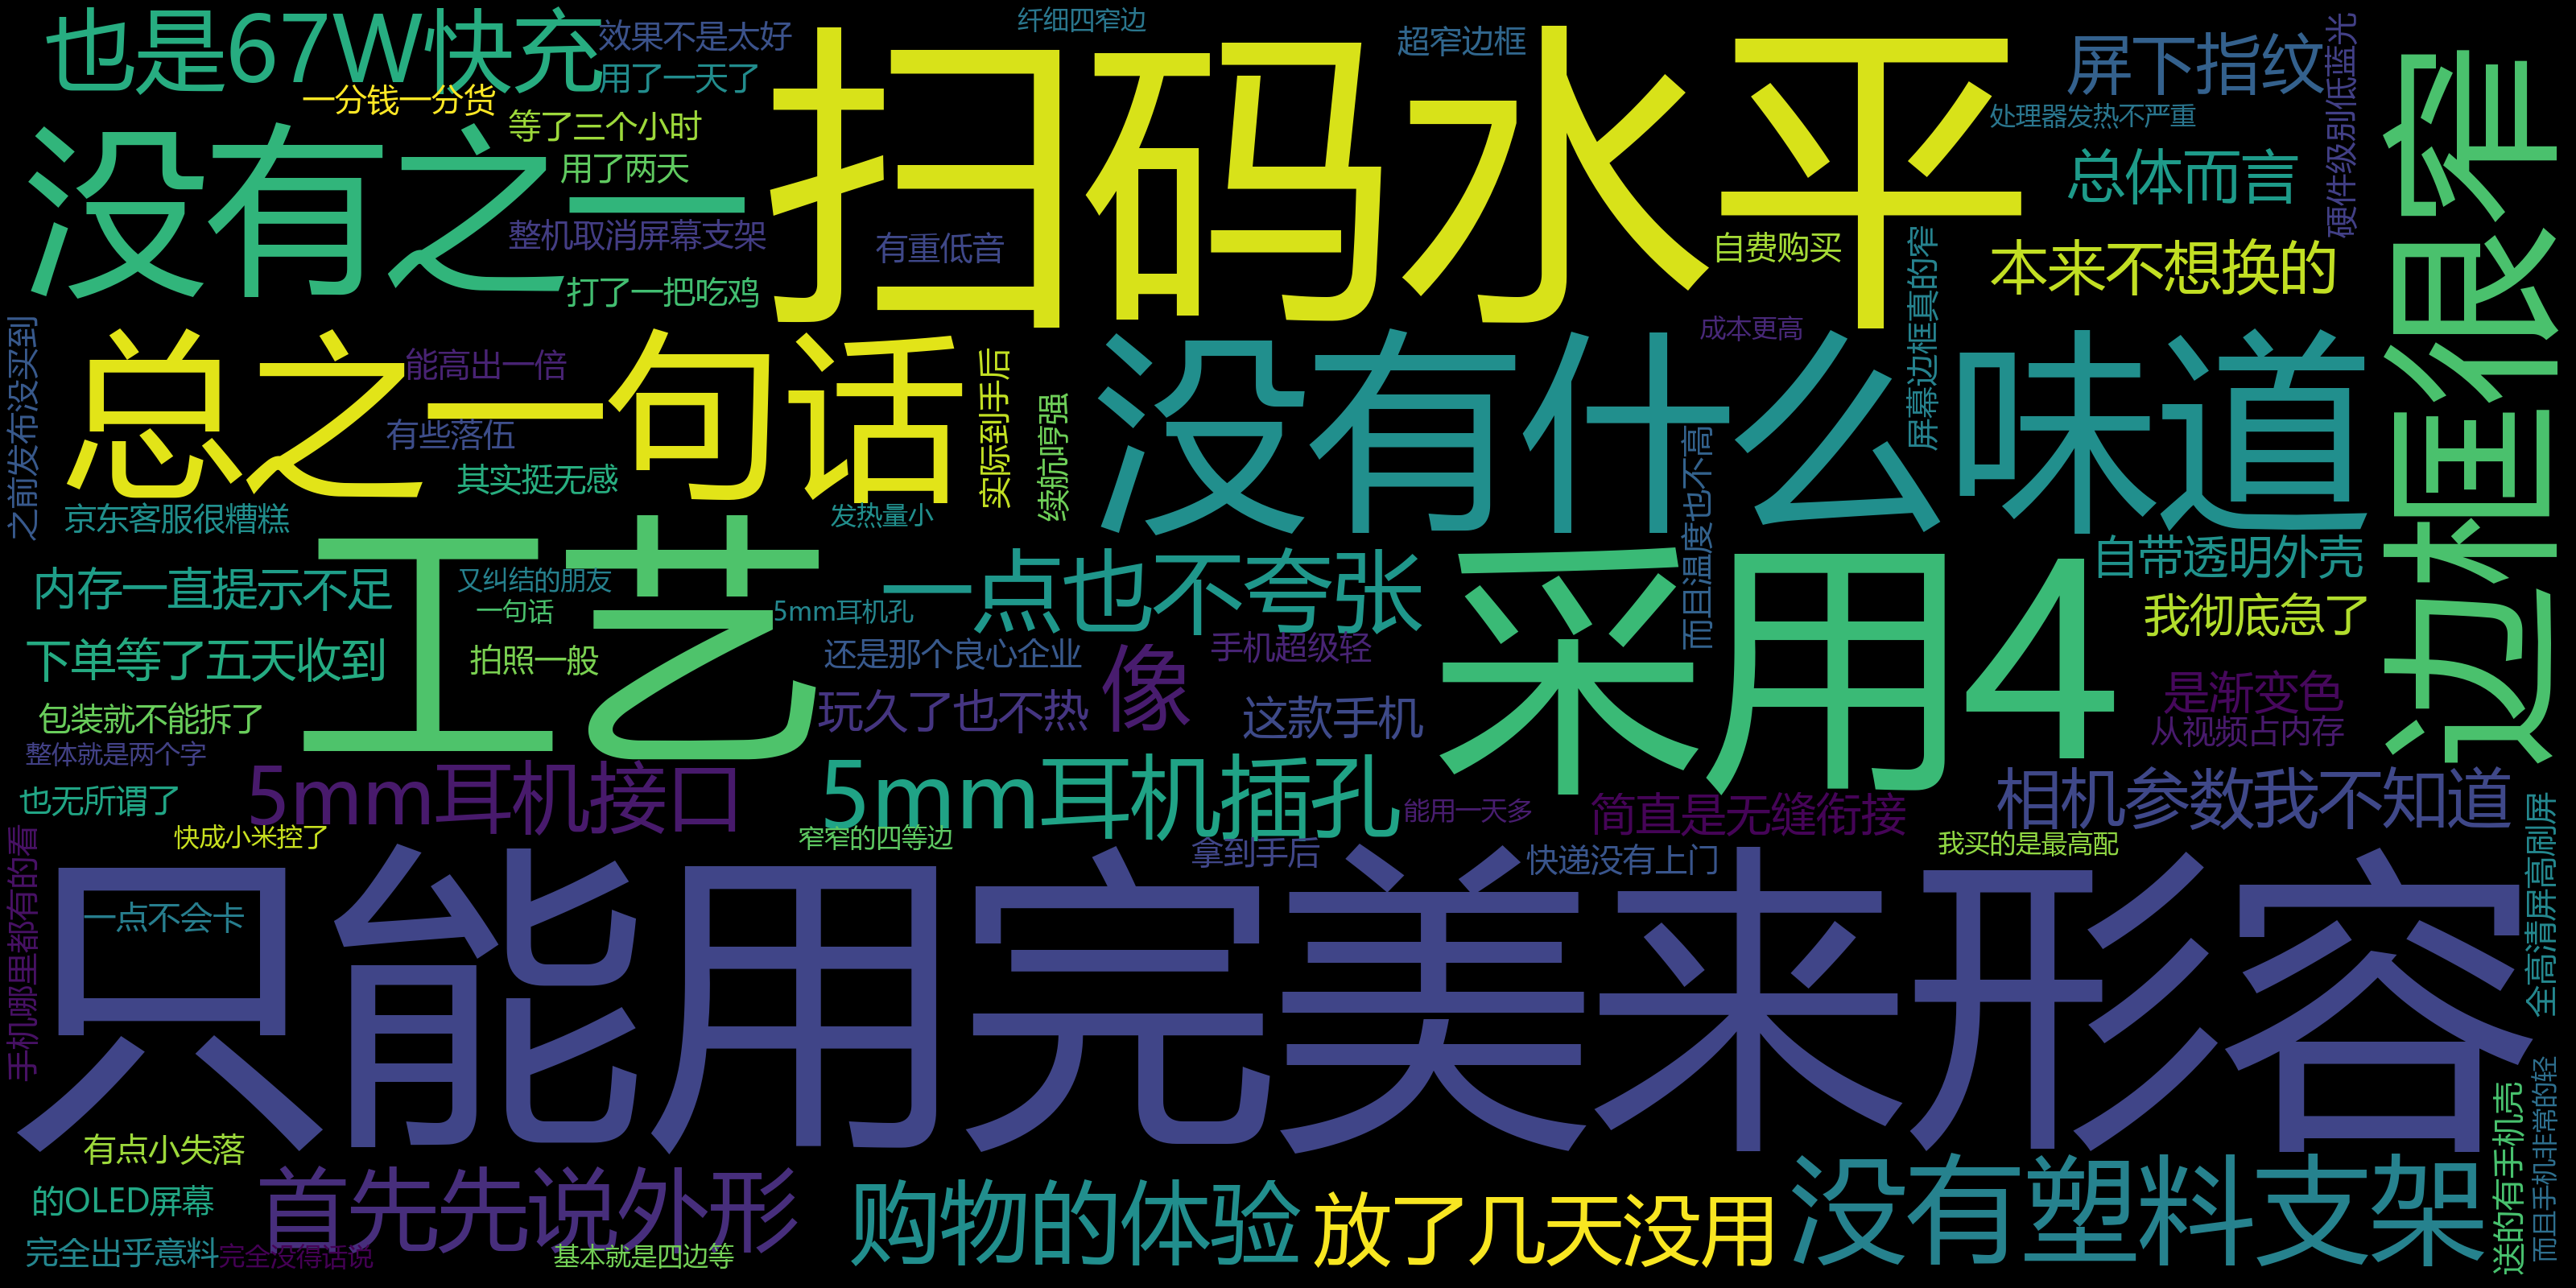 也是67W快充
效果不是太好
纤细四窄边
超窄边框
屏下指纹
硬件级别低蓝光
用了一天了
一分钱一分货
扫码水平
边框很窄
处理器发热不严重
等了三个小时
没有之一
用了两天
总体而言
整机取消屏幕支架
有重低音
自费购买
屏幕边框真的窄
本来不想换的
打了一把吃鸡
之前发布没买到
总之一句话
能高出一倍
实际到手后
成本更高
没有什么味道
续航哼强
有些落伍
而且温度也不高
其实挺无感
京东客服很糟糕
发热量小
工艺
采用4
自带透明外壳
内存一直提示不足
又纠结的朋友
一点也不夸张
一句话
5mm耳机孔
我彻底急了
下单等了五天收到
拍照一般
还是那个良心企业
像
手机超级轻
是渐变色
包装就不能拆了
玩久了也不热
这款手机
从视频占内存
整体就是两个字
5mm耳机接口
5mm耳机插孔
相机参数我不知道
也无所谓了
能用一天多
简直是无缝衔接
全高清屏高刷屏
快成小米控了
窄窄的四等边
手机哪里都有的看
拿到手后
快递没有上门
我买的是最高配
只能用完美来形容
一点不会卡
有点小失落
首先先说外形
购物的体验
放了几天没用
没有塑料支架
送的有手机壳
而且手机非常的轻
的OLED屏幕
完全出乎意料
完全没得话说
基本就是四边等